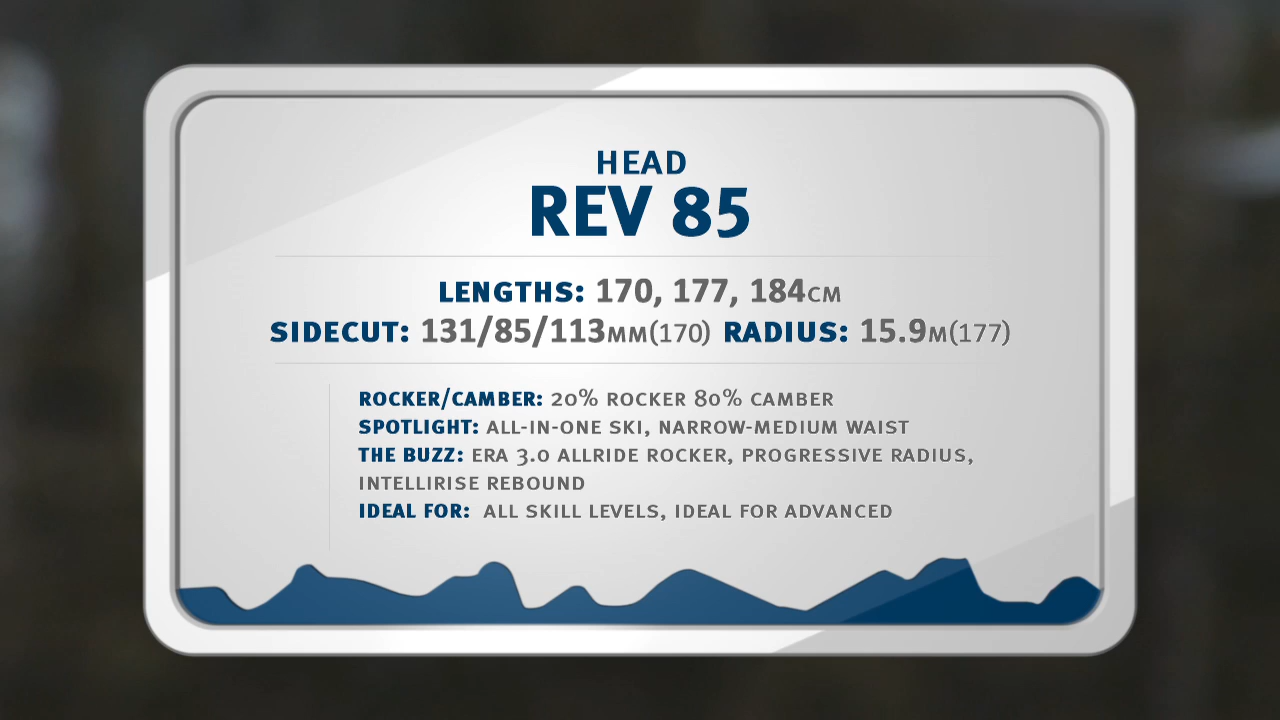 HEAD
REV 85
LENGTHS: 170, 177, 184CM
SIDECUT: 131/85/113MM(170) RADIUS: 15.9M(177)
ROCKER/CAMBER: 20% ROCKER 80% CAMBER
SPOTLIGHT: ALL-IN-ONE SKI, NARROW-MEDIUM WAIST
THE BUZZ: ERA 3.0 ALLRIDE ROCKER, PROGRESSIVE RADIUS,
INTELLIRISE REBOUND
IDEAL FOR: ALL SKILL LEVELS, IDEAL FOR ADVANCED